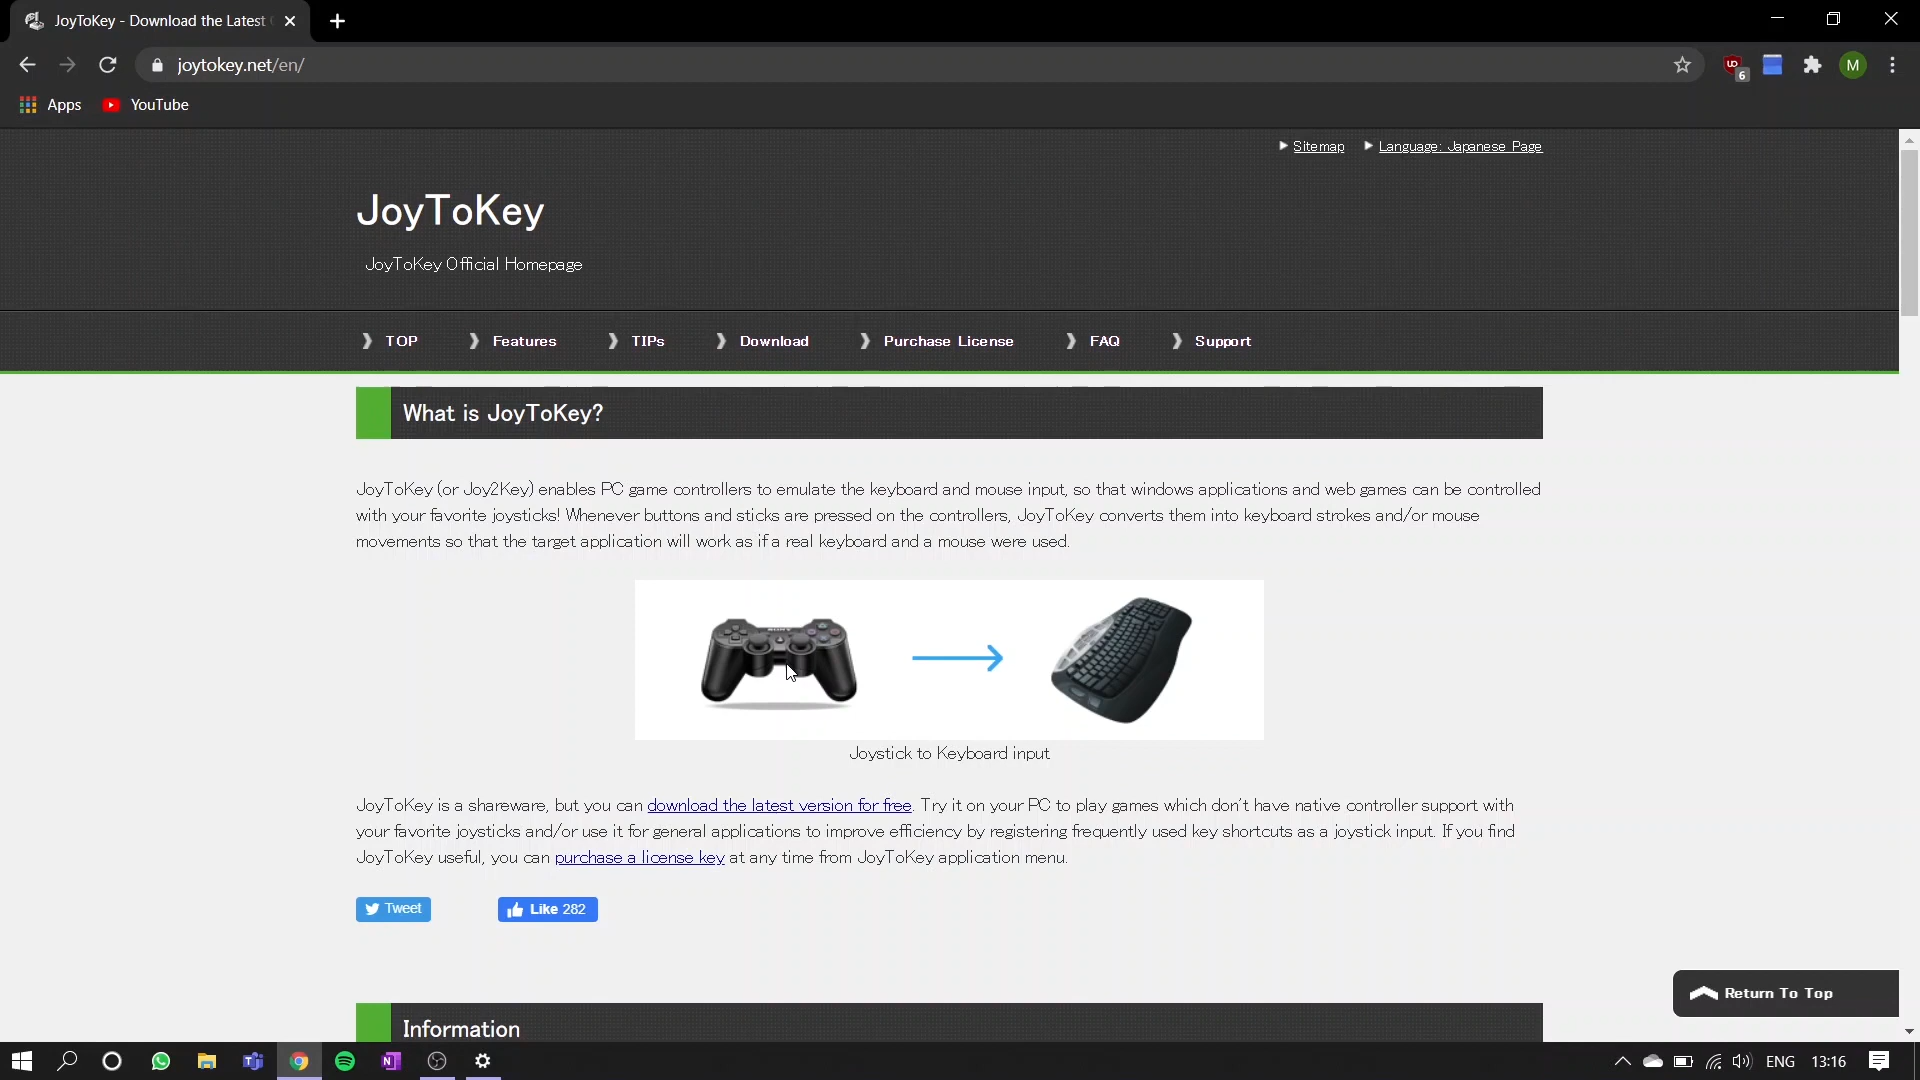 JoyToKey - Download the Latest
joytokey.net/en/
6
M
Apps
YouTube
Sitemap
Language: Japanese Page
JoyToKey
JoyToKey Official Homepage
TOP
Features
TIPs
Download
Purchase License
FAQ
Support
What is JoyToKey?
JoyToKey (or Joy2Key) enables PC game controllers to emulate the keyboard and mouse input, so that windows applications and web games can be controlled
with your favorite joysticks! Whenever buttons and sticks are pressed on the controllers, JoyToKey converts them into keyboard strokes and/or mouse
movements so that the target application will work as if a real keyboard and a mouse were used.
SONY
Joystick to Keyboard input
JoyToKey is a shareware, but you can download the latest version for free. Try it on your PC to play games which don't have native controller support with
your favorite joysticks and/or use it for general applications to improve efficiency by registering frequently used key shortcuts as a joystick input. If you find
JoyToKey useful, you can purchase a license key at any time from JoyToKey application menu.
Tweet
Like 282
Return To Top
Information
ENG
13:16